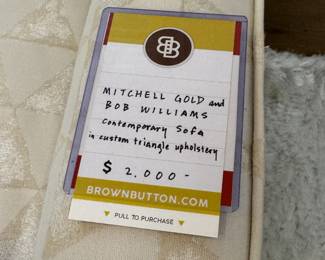 BB
MITCHELL GOLD and
BOB WILLIAMS
contemporary Sofa
in custom triangle upholstery
$ 2.000-
BROWNBUTTON.COM
▼ PULL TO PURCHASE ▼